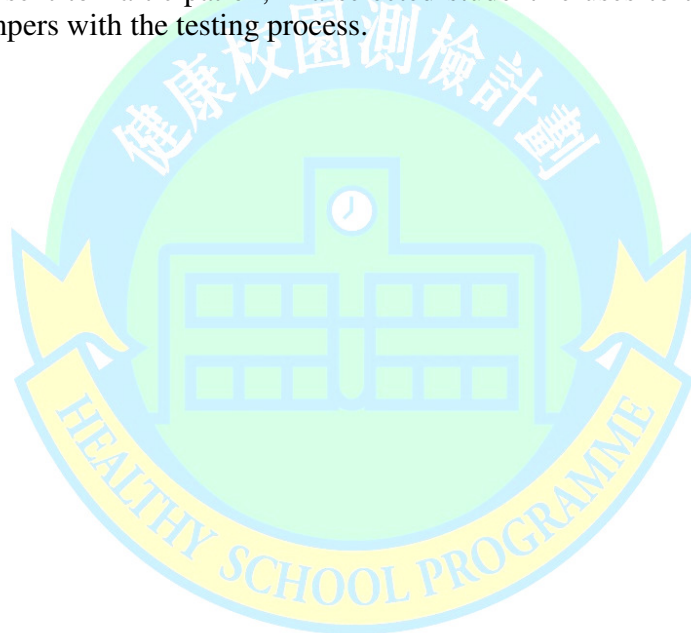 mpers with the testing process.
健康校園測檢計劃
HEALTHY SCHOOL PROGRAMME